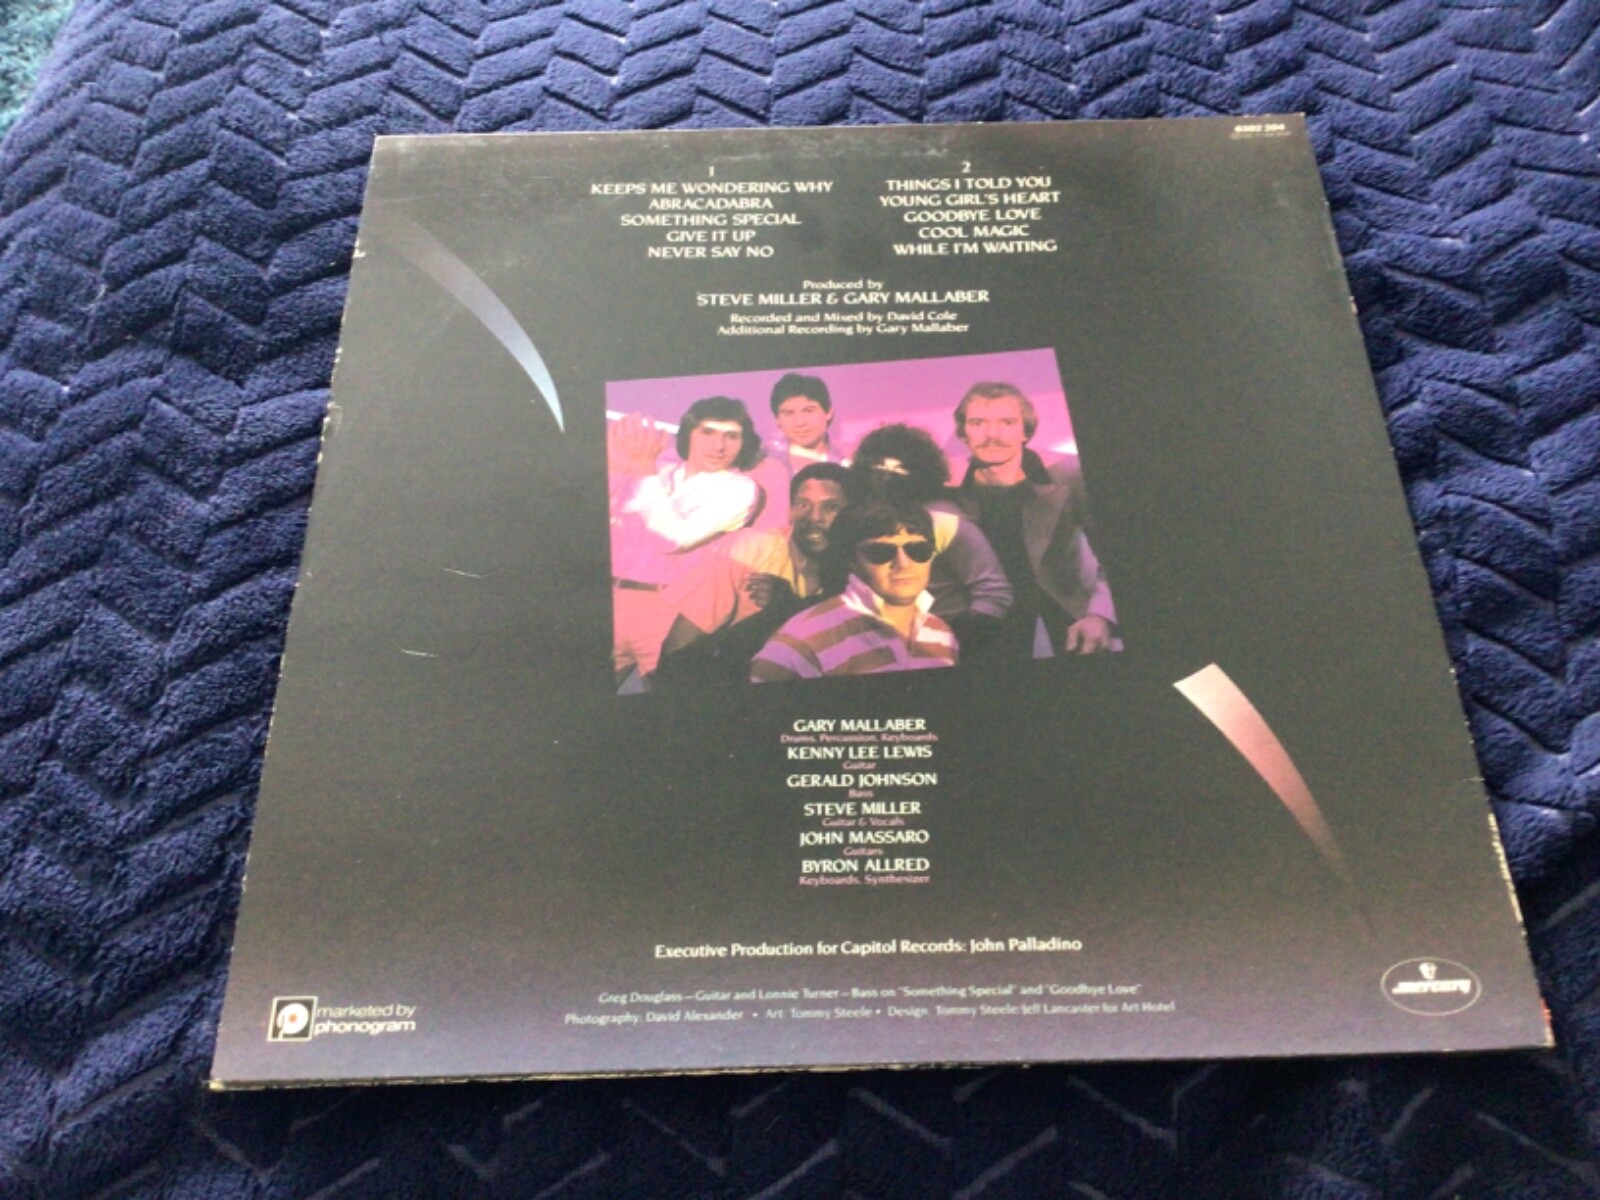 6302 204
1
KEEPS ME WONDERING WHY
ABRACADABRA
SOMETHING SPECIAL
GIVE IT UP
NEVER SAY NO
2
THINGS I TOLD YOU
YOUNG GIRL'S HEART
GOODBYE LOVE
COOL MAGIC
WHILE I'M WAITING
Produced by
STEVE MILLER & GARY MALLABER
Recorded and Mixed by David Cole
Additional Recording by Gary Mallaber
GARY MALLABER
Drums, Percussion, Keyboards
KENNY LEE LEWIS
Guitar
GERALD JOHNSON
Bass
STEVE MILLER
Guitar & Vocals
JOHN MASSARO
Guitars
BYRON ALLRED
Keyboards, Synthesizer
Executive Production for Capitol Records: John Palladino
Greg Douglass – Guitar and Lonnie Turner – Bass on "Something Special" and "Goodbye Love"
Photography: David Alexander • Art: Tommy Steele • Design: Tommy Steele/Jeff Lancaster for Art Hotel
marketed by
phonogram
mercury